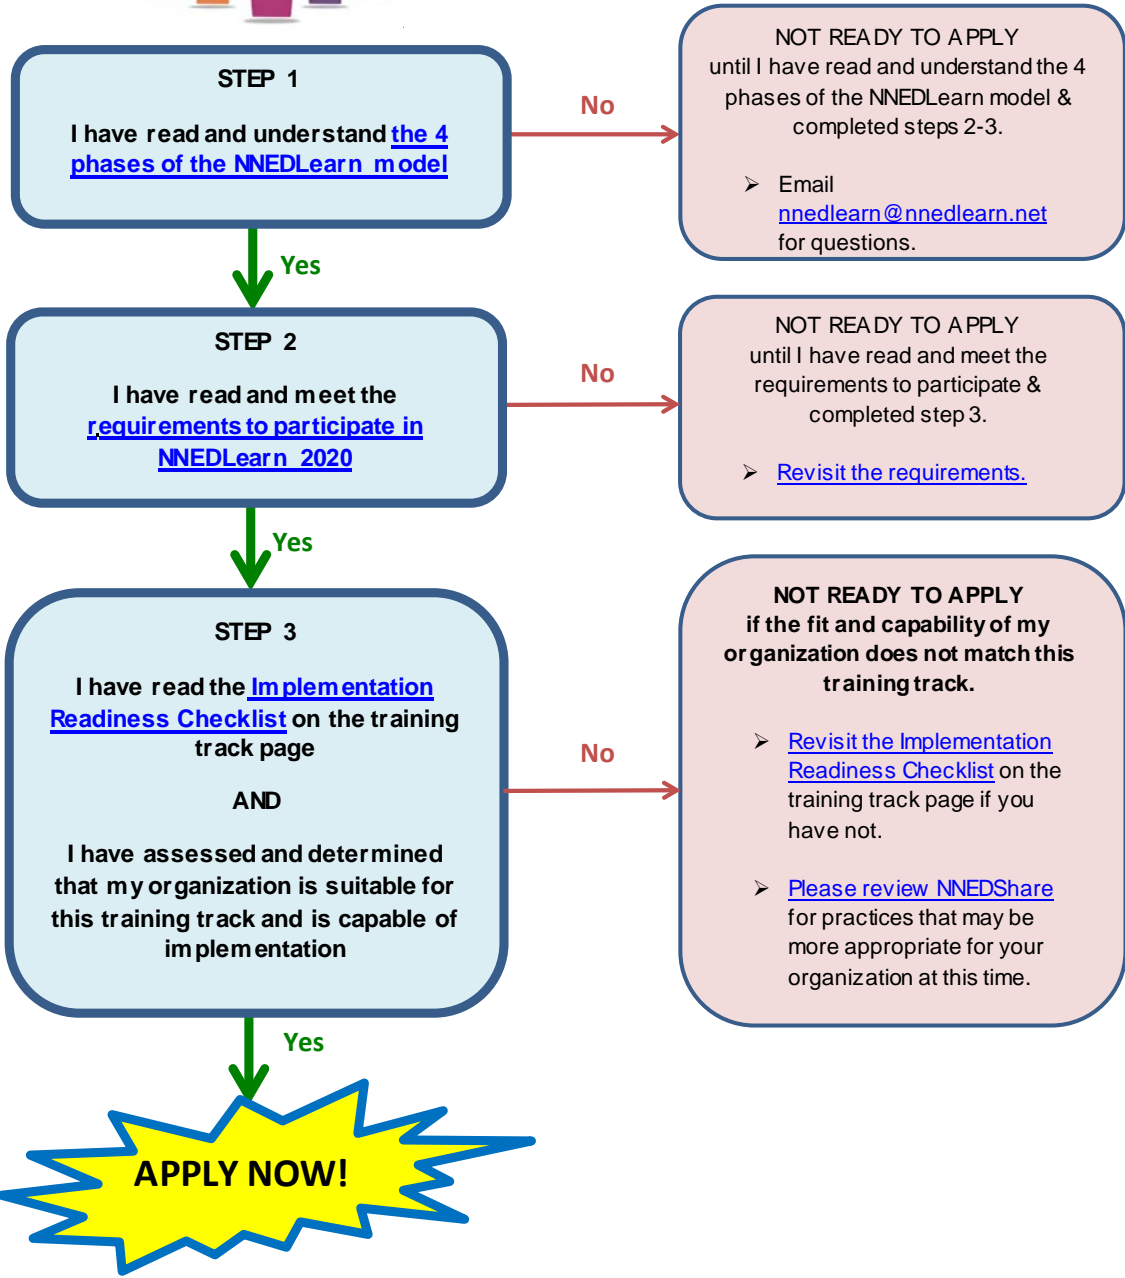 STEP 1
I have read and understand the 4
phases of the NNEDLearn model
No
NOT READY TO APPLY
until I have read and understand the 4
phases of the NNEDLearn model &
completed steps 2-3.
➢ Email
nnedlearn@nnedlearn.net
for questions.
Yes
STEP 2
I have read and meet the
requirements to participate in
NNEDLearn 2020
No
NOT READY TO APPLY
until I have read and meet the
requirements to participate &
completed step 3.
➢ Revisit the requirements.
Yes
STEP 3
I have read the Implementation
Readiness Checklist on the training
track page
AND
I have assessed and determined
that my organization is suitable for
this training track and is capable of
implementation
No
NOT READY TO APPLY
if the fit and capability of my
organization does not match this
training track.
➢ Revisit the Implementation
Readiness Checklist on the
training track page if you
have not.
➢ Please review NNEDShare
for practices that may be
more appropriate for your
organization at this time.
Yes
APPLY NOW!